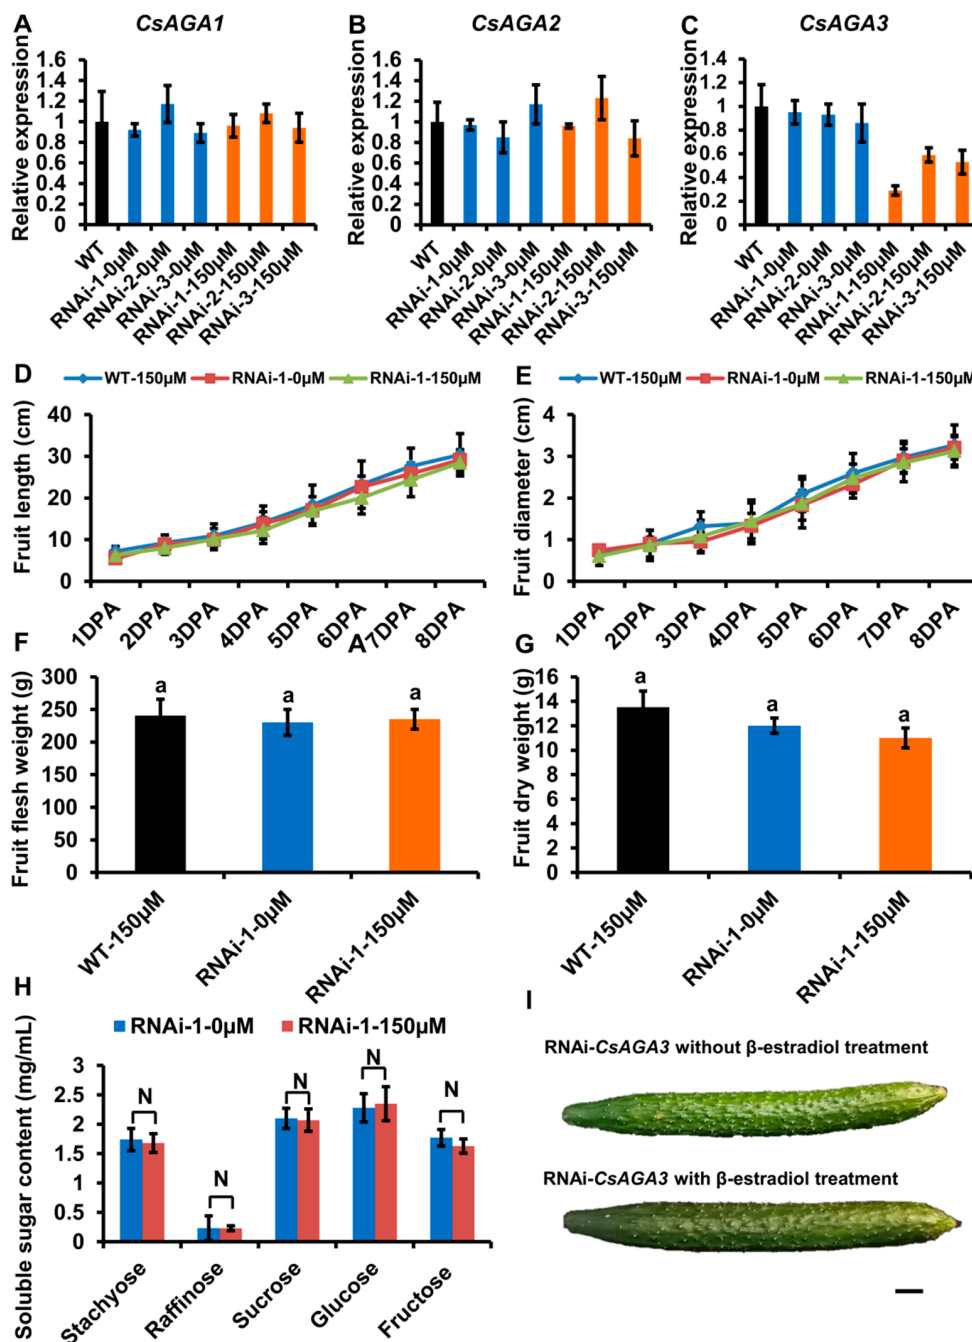 A CsAGA1
B CsAGA2
C CsAGA3
Relative expression
1.6
1.4
1.2
1
0.8
0.6
0.4
0.2
0
WT
RNAi-1-0μM
RNAi-2-0μM
RNAi-3-0μM
RNAi-1-150μM
RNAi-2-150μM
RNAi-3-150μM
Relative expression
1.6
1.4
1.2
1
0.8
0.6
0.4
0.2
0
WT
RNAi-1-0μM
RNAi-2-0μM
RNAi-3-0μM
RNAi-1-150μM
RNAi-2-150μM
RNAi-3-150μM
Relative expression
1.4
1.2
1
0.8
0.6
0.4
0.2
0
WT
RNAi-1-0μM
RNAi-2-0μM
RNAi-3-0μM
RNAi-1-150μM
RNAi-2-150μM
RNAi-3-150μM
D
WT-150μM RNAi-1-0μM RNAi-1-150μM
Fruit length (cm)
40
30
20
10
0
1DPA
2DPA
3DPA
4DPA
5DPA
6DPA
7DPA
8DPA
E
WT-150μM RNAi-1-0μM RNAi-1-150μM
Fruit diameter (cm)
4
3
2
1
0
1DPA
2DPA
3DPA
4DPA
5DPA
6DPA
7DPA
8DPA
F
A
Fruit flesh weight (g)
300
250
200
150
100
50
0
a
a
a
WT-150μM
RNAi-1-0μM
RNAi-1-150μM
G
Fruit dry weight (g)
16
14
12
10
8
6
4
2
0
a
a
a
WT-150μM
RNAi-1-0μM
RNAi-1-150μM
H
RNAi-1-0μM RNAi-1-150μM
Soluble sugar content (mg/mL)
3
2.5
2
1.5
1
0.5
0
N
N
N
N
N
Stachyose
Raffinose
Sucrose
Glucose
Fructose
I
RNAi-CsAGA3 without β-estradiol treatment
RNAi-CsAGA3 with β-estradiol treatment